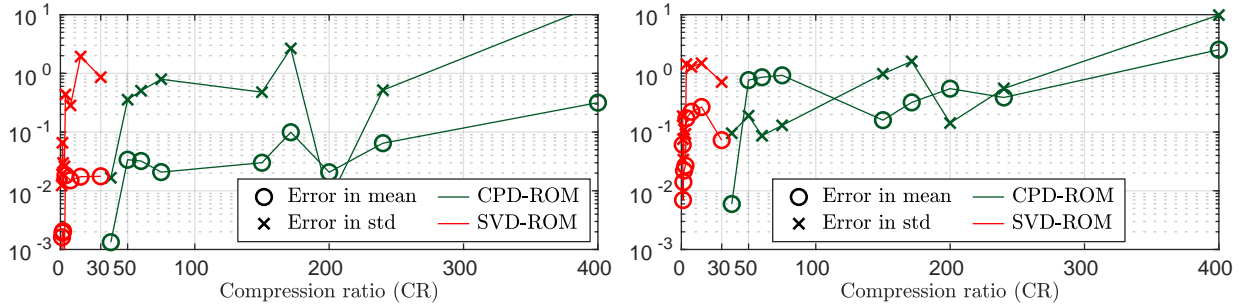 10^1
10^0
10^-1
10^-2
10^-3
0 30 50 100 200 300 400
Compression ratio (CR)
Error in mean CPD-ROM
Error in std SVD-ROM
10^1
10^0
10^-1
10^-2
10^-3
0 30 50 100 200 300 400
Compression ratio (CR)
Error in mean CPD-ROM
Error in std SVD-ROM